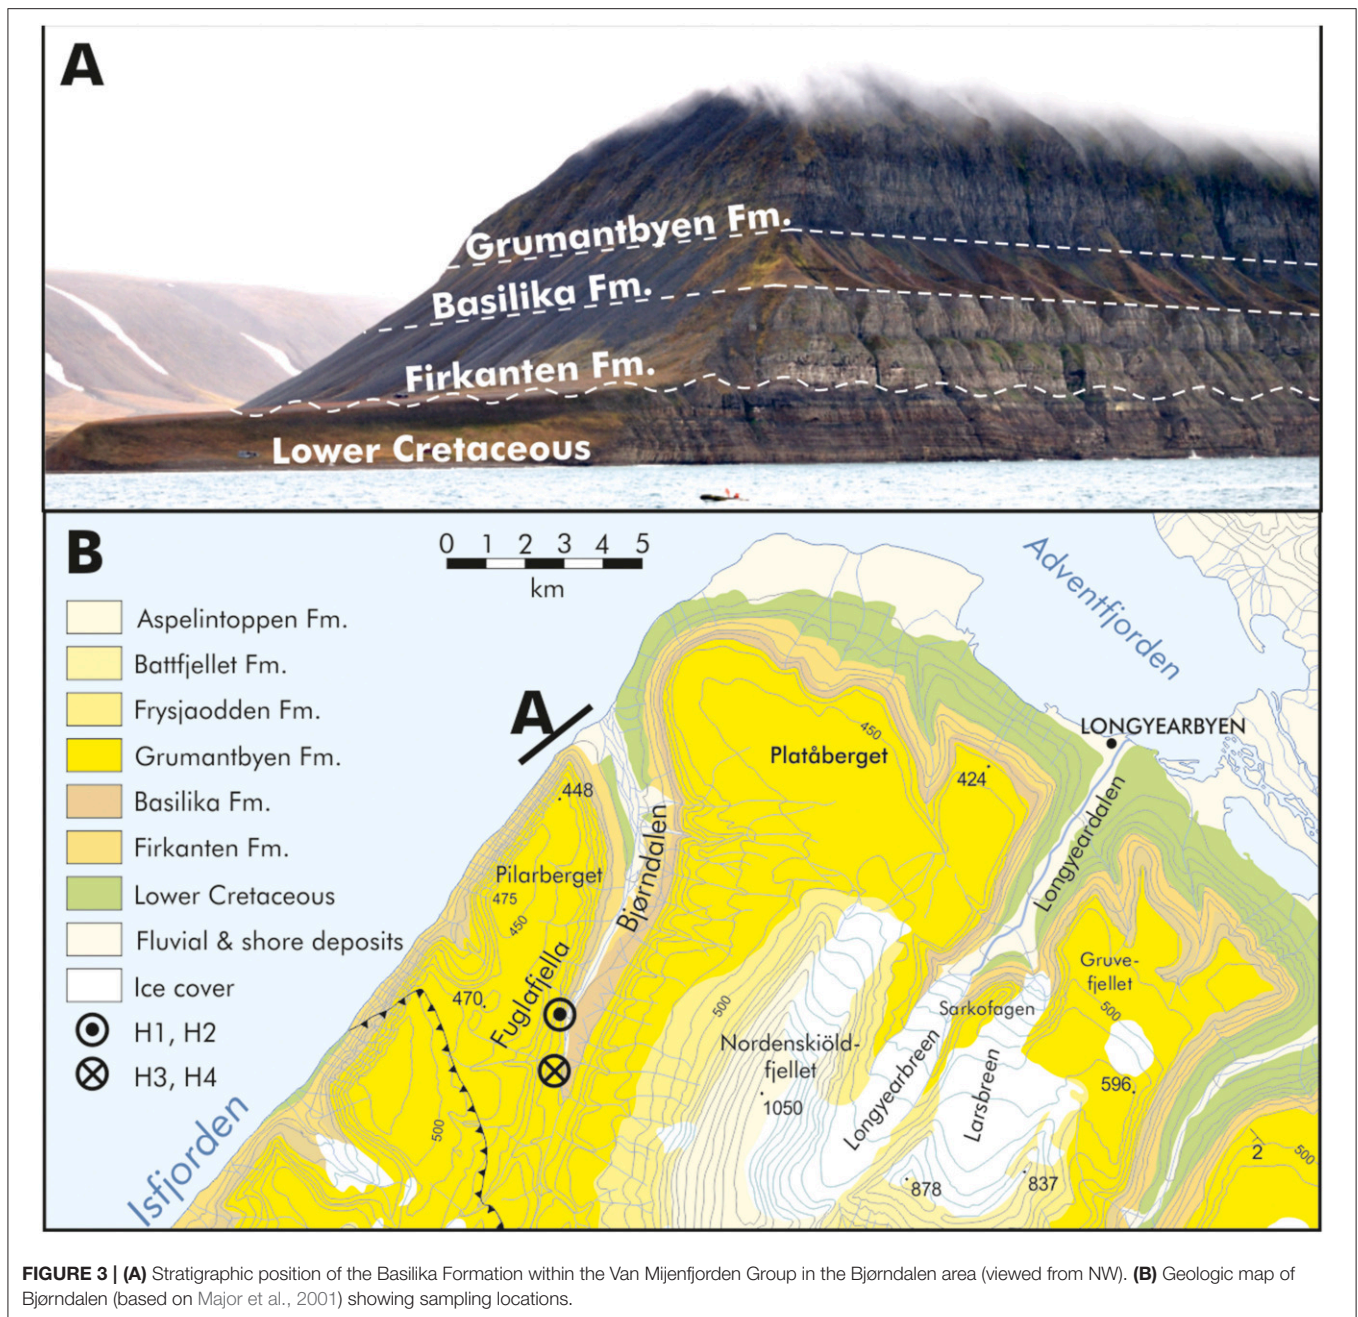 A
Grumantbyen Fm.
Basilika Fm.
Firkanten Fm.
Lower Cretaceous
B
0 1 2 3 4 5
km
Adventfjorden
Aspelintoppen Fm.
Battfjellet Fm.
Frysjaodden Fm.
Grumantbyen Fm.
Basilika Fm.
Firkanten Fm.
Lower Cretaceous
Fluvial & shore deposits
Ice cover
H1, H2
H3, H4
A
LONGYEARBYEN
450
Platåberget
424
448
Longyeardalen
Bjørndalen
Pilarberget
475
450
Fuglafjella
470
Gruve-
fjellet
500
500
Sarkofagen
Nordenskiöld-
fjellet
1050
Longyearbreen
Larsbreen
596
500
2
500
878
837
Isfjorden
FIGURE 3 | (A) Stratigraphic position of the Basilika Formation within the Van Mijenfjorden Group in the Bjørndalen area (viewed from NW). (B) Geologic map of
Bjørndalen (based on Major et al., 2001) showing sampling locations.